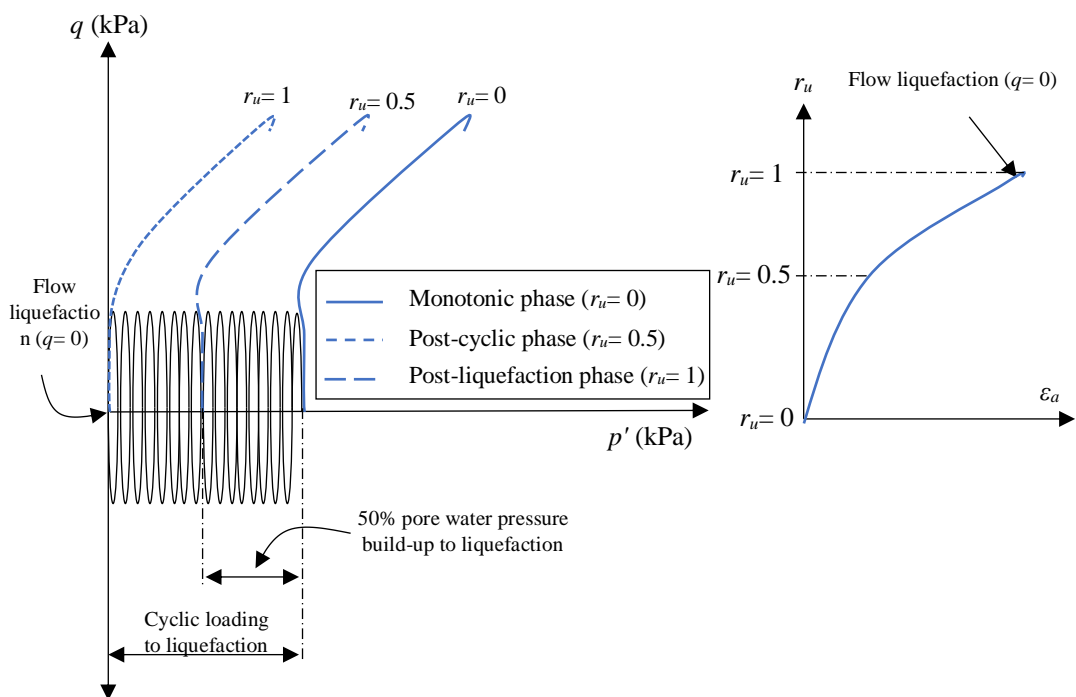 q (kPa)
r_u= 1
r_u= 0.5
r_u= 0
Flow
liquefactio
n (q= 0)
Monotonic phase (r_u= 0)
Post-cyclic phase (r_u= 0.5)
Post-liquefaction phase (r_u= 1)
p' (kPa)
50% pore water pressure
build-up to liquefaction
Cyclic loading
to liquefaction
Flow liquefaction (q= 0)
r_u
r_u= 1
r_u= 0.5
r_u= 0
ε_a